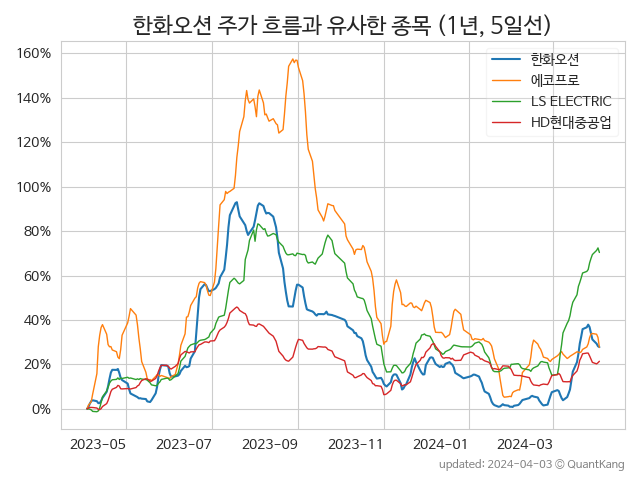 한화오션 주가 흐름과 유사한 종목 (1년, 5일선)
160%
140%
120%
100%
80%
60%
40%
20%
0%
한화오션
에코프로
LS ELECTRIC
HD현대중공업
2023-05 2023-07 2023-09 2023-11 2024-01 2024-03
updated: 2024-04-03 © QuantKang